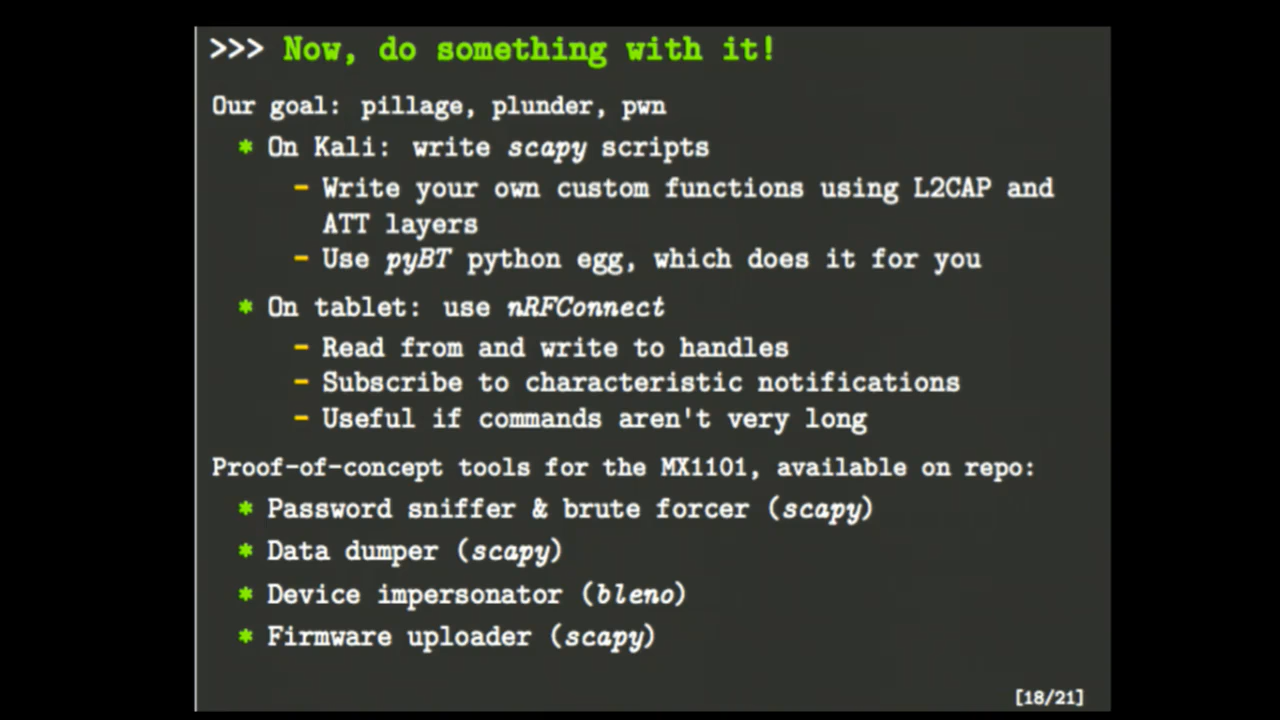 >>> Now, do something with it!
Our goal: pillage, plunder, pwn
* On Kali: write scapy scripts
- Write your own custom functions using L2CAP and
ATT layers
- Use pyBT python egg, which does it for you
* On tablet: use nRFConnect
- Read from and write to handles
- Subscribe to characteristic notifications
- Useful if commands aren't very long
Proof-of-concept tools for the MX1101, available on repo:
* Password sniffer & brute forcer (scapy)
* Data dumper (scapy)
* Device impersonator (bleno)
* Firmware uploader (scapy)
[18/21]